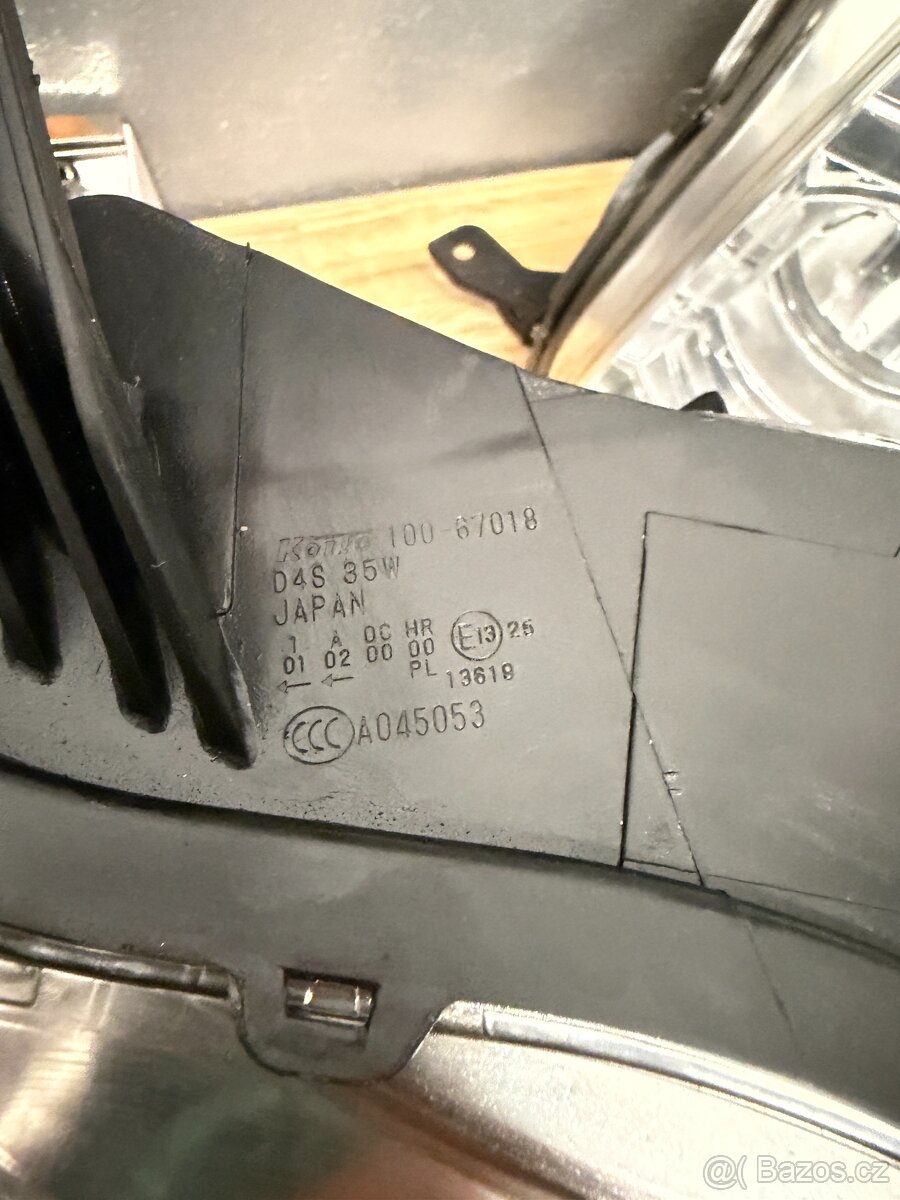 Koito 100-67018
D4S 35W
JAPAN
1 A DC HR E13 25
01 02 00 00
← ← PL 13619
CCC A045053
@( Bazos.cz